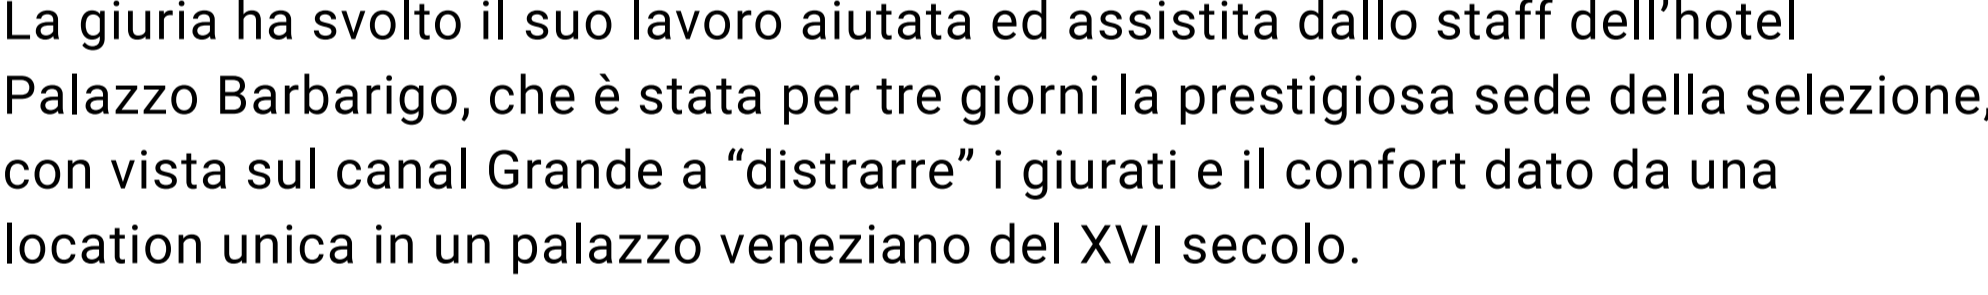 La giuria ha svolto il suo lavoro aiutata ed assistita dallo staff dell’hotel
Palazzo Barbarigo, che è stata per tre giorni la prestigiosa sede della selezione,
con vista sul canal Grande a “distrarre” i giurati e il confort dato da una
location unica in un palazzo veneziano del XVI secolo.